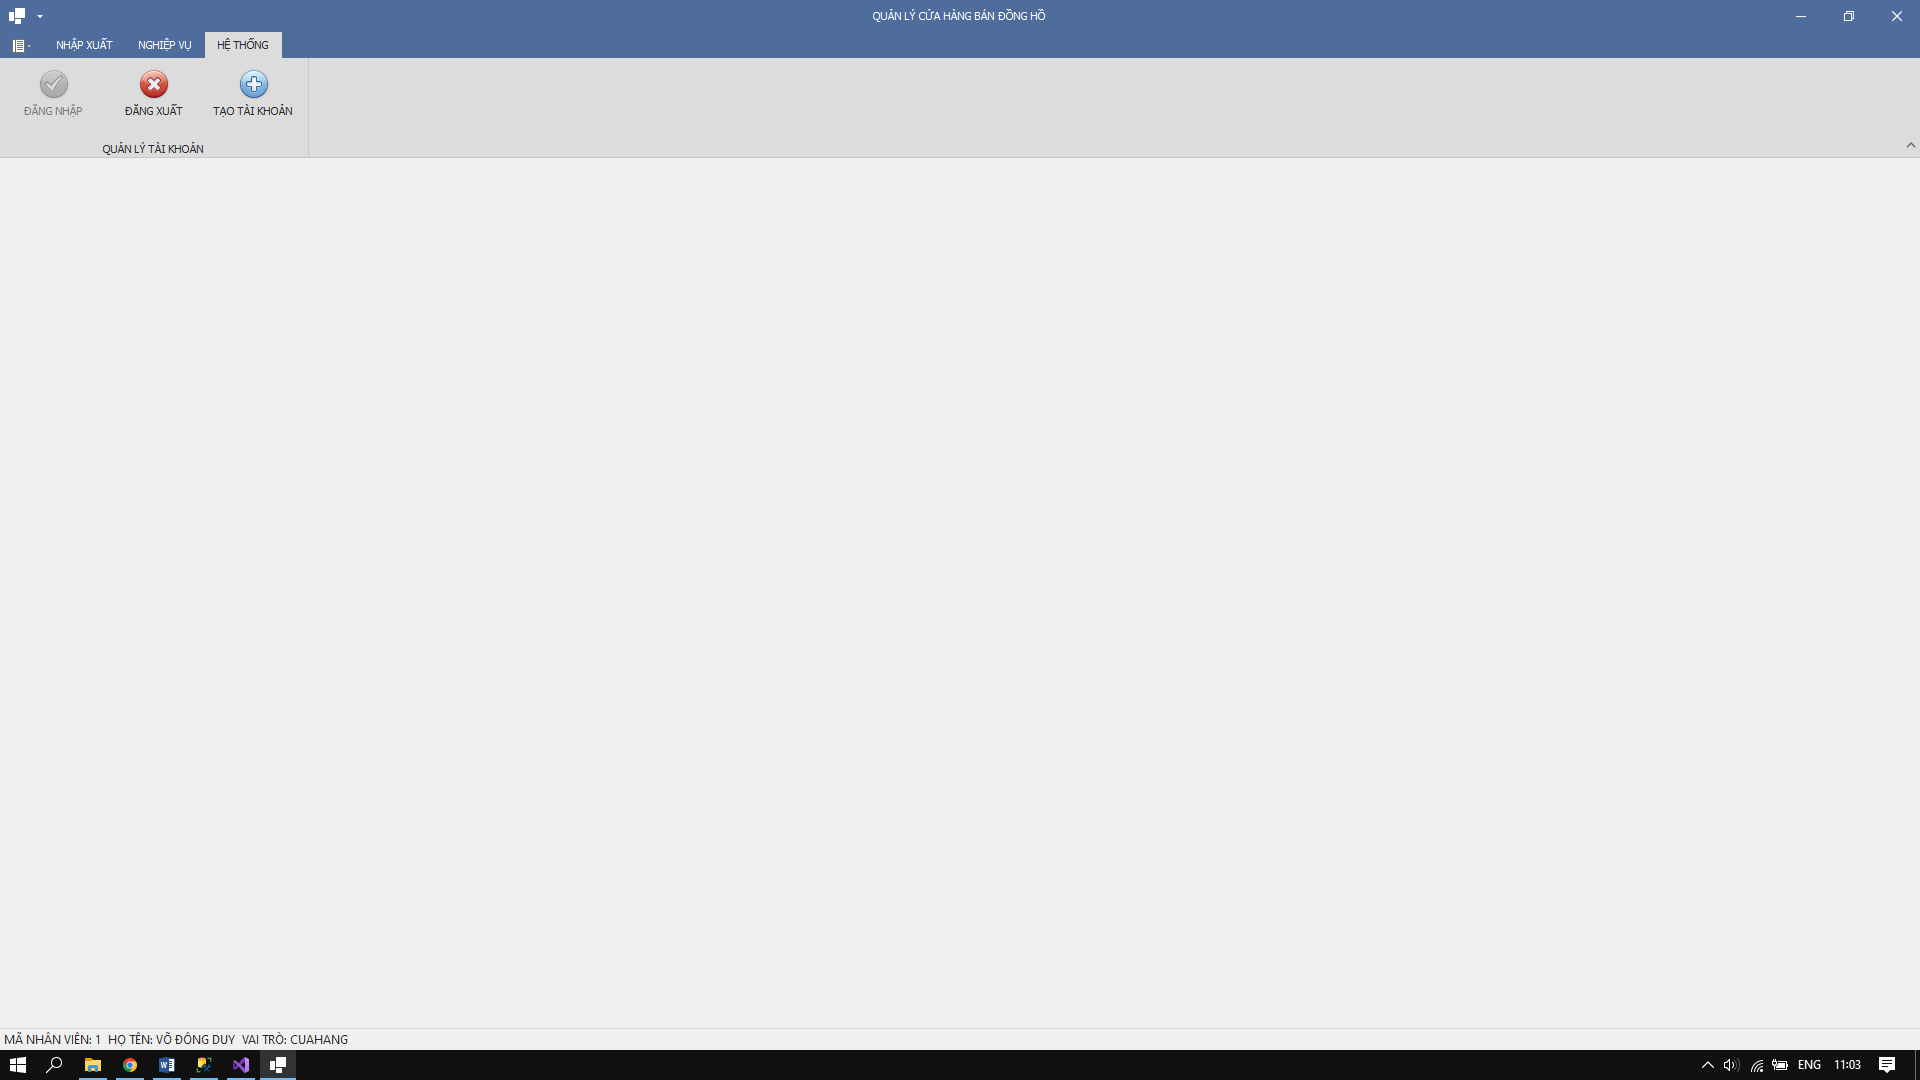 QUẢN LÝ CỬA HÀNG BÁN ĐỒNG HỒ
NHẬP XUẤT NGHIỆP VỤ HỆ THỐNG
ĐĂNG NHẬP ĐĂNG XUẤT TẠO TÀI KHOẢN
QUẢN LÝ TÀI KHOẢN
MÃ NHÂN VIÊN: 1 HỌ TÊN: VÕ ĐÔNG DUY VAI TRÒ: CUAHANG
ENG 11:03